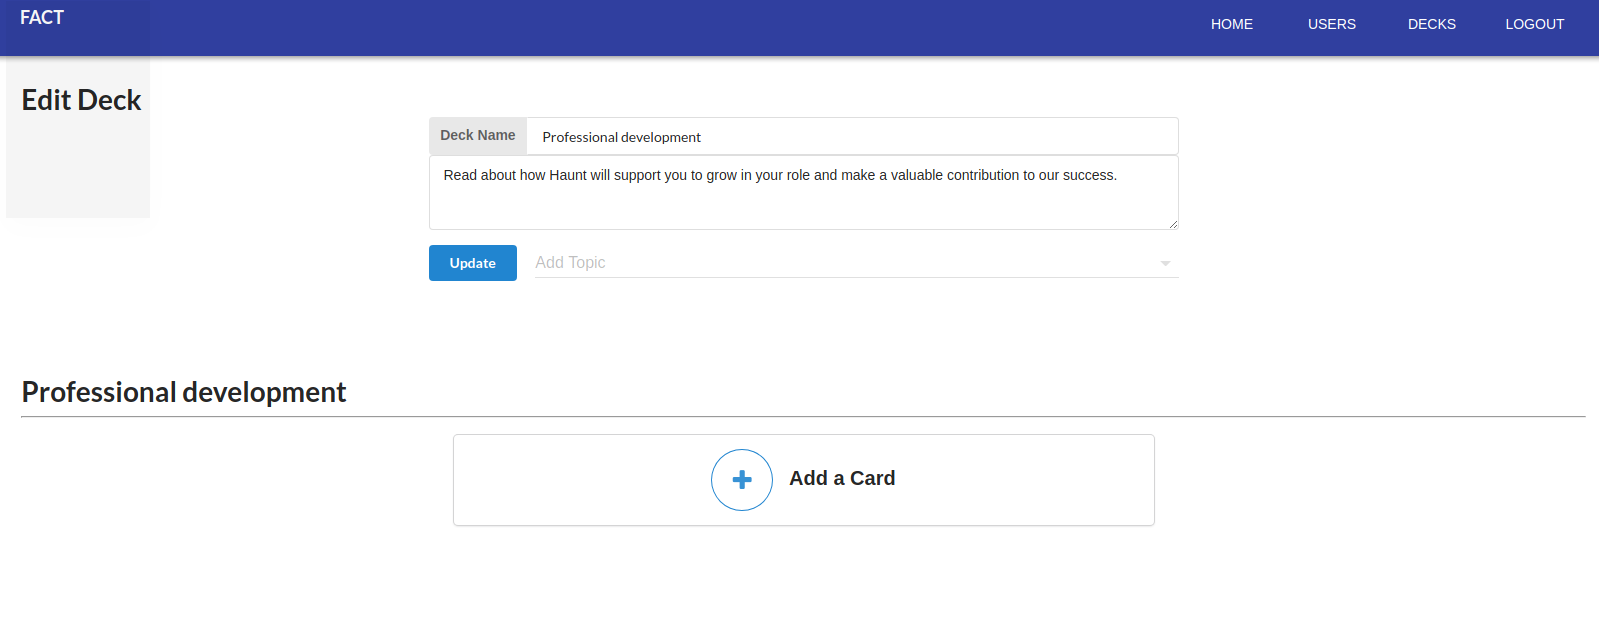 FACT
HOME USERS DECKS LOGOUT
Edit Deck
Deck Name Professional development
Read about how Haunt will support you to grow in your role and make a valuable contribution to our success.
Update Add Topic
Professional development
Add a Card